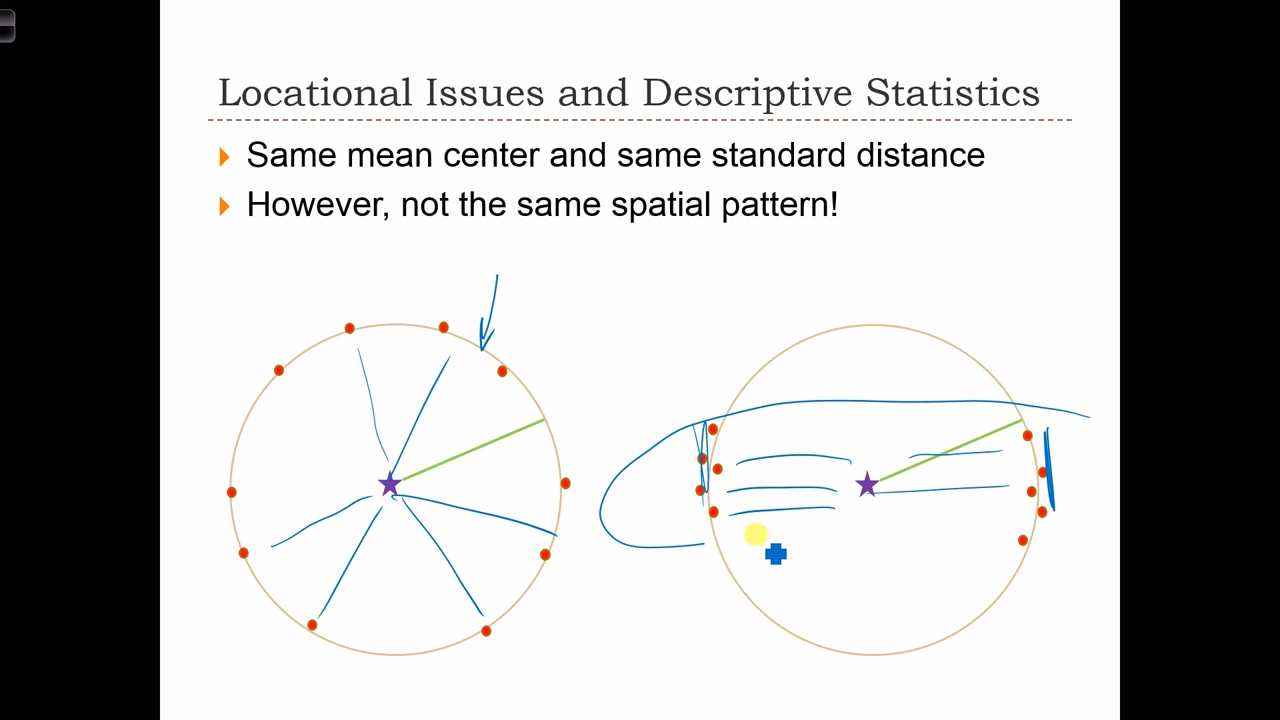 Locational Issues and Descriptive Statistics
Same mean center and same standard distance
However, not the same spatial pattern!